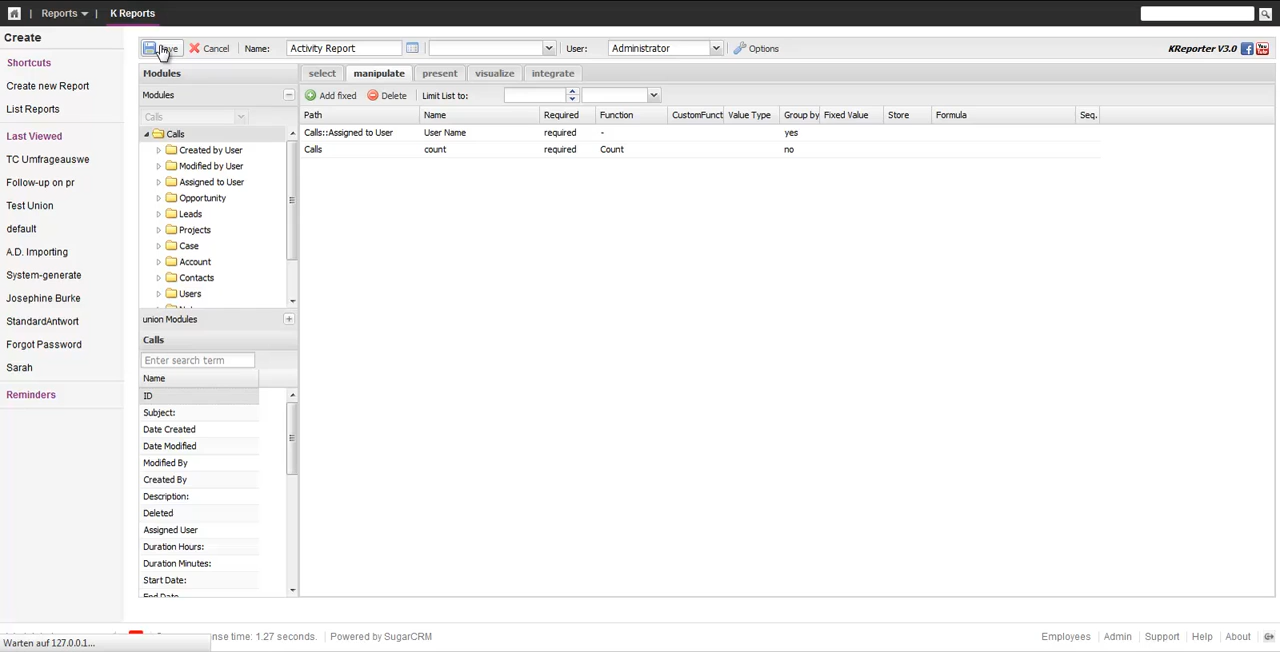 Reports | K Reports
Create
Shortcuts
Create new Report
List Reports
Last Viewed
TC Umfrageauswe
Follow-up on pr
Test Union
default
A.D. Importing
System-generate
Josephine Burke
StandardAntwort
Forgot Password
Sarah
Reminders
Cancel Name: Activity Report User: Administrator Options KReporter V3.0
Modules
Modules
Calls
Calls
Created by User
Modified by User
Assigned to User
Opportunity
Leads
Projects
Case
Account
Contacts
Users
union Modules
Calls
Enter search term
Name
ID
Subject:
Date Created
Date Modified
Modified By
Created By
Description:
Deleted
Assigned User
Duration Hours:
Duration Minutes:
Start Date:
End Date
select manipulate present visualize integrate
Add fixed Delete Limit List to:
Path Name Required Function CustomFunct Value Type Group by Fixed Value Store Formula Seq.
Calls::Assigned to User User Name required - yes
Calls count required Count no
Warten auf 127.0.0.1...
time: 1.27 seconds. | Powered by SugarCRM
Employees | Admin | Support | Help | About |